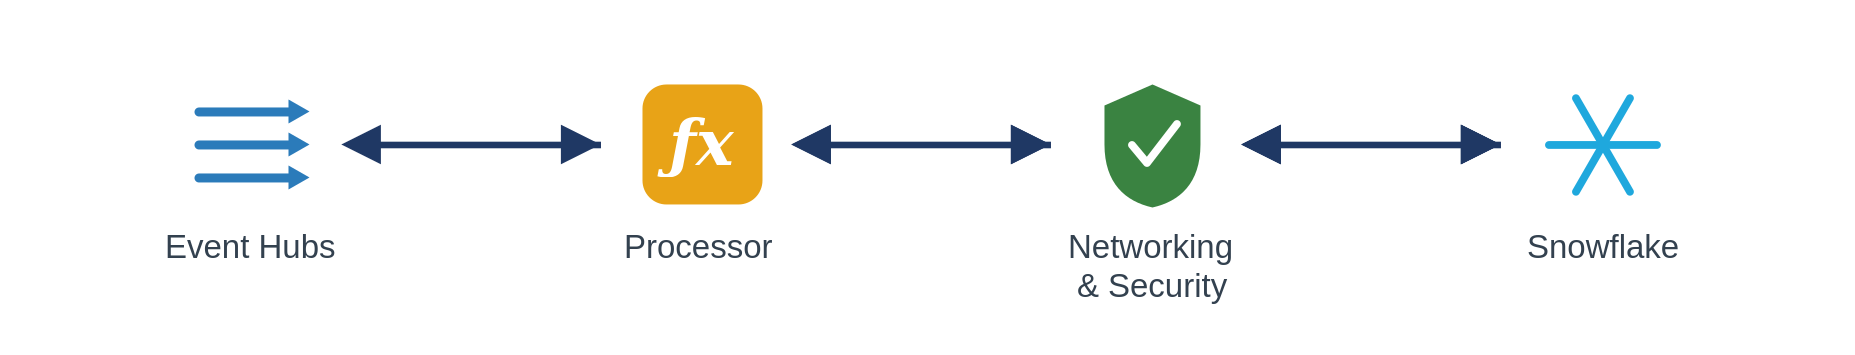 fx
Event Hubs
Processor
Networking
& Security
Snowflake